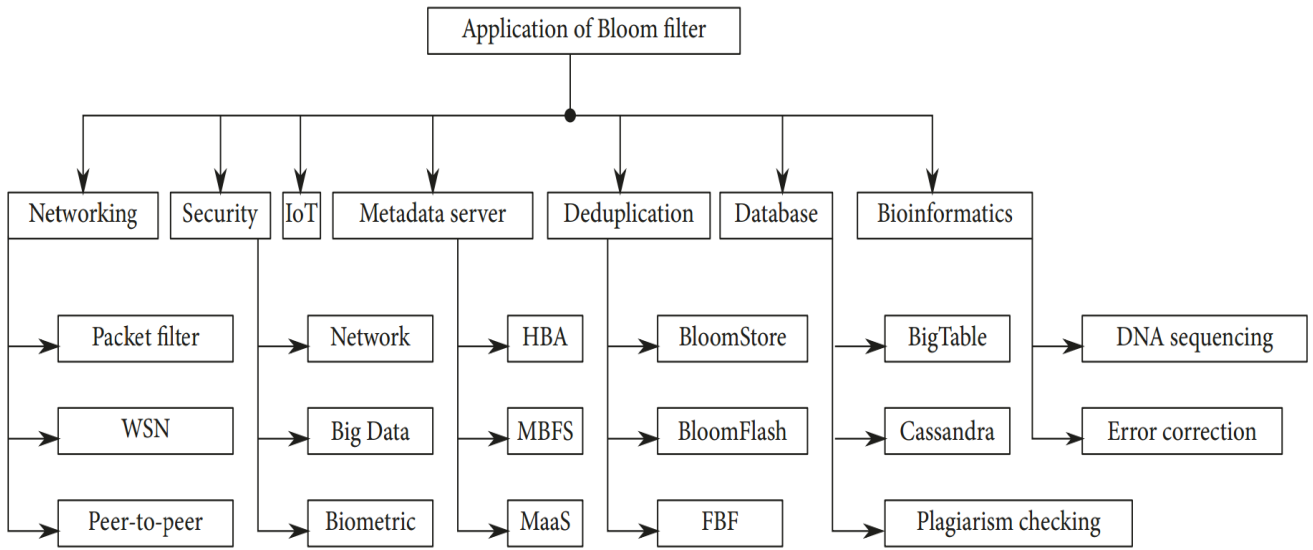 Application of Bloom filter
Networking
Security
IoT
Metadata server
Deduplication
Database
Bioinformatics
Packet filter
Network
HBA
BloomStore
BigTable
DNA sequencing
WSN
Big Data
MBFS
BloomFlash
Cassandra
Error correction
Peer-to-peer
Biometric
MaaS
FBF
Plagiarism checking